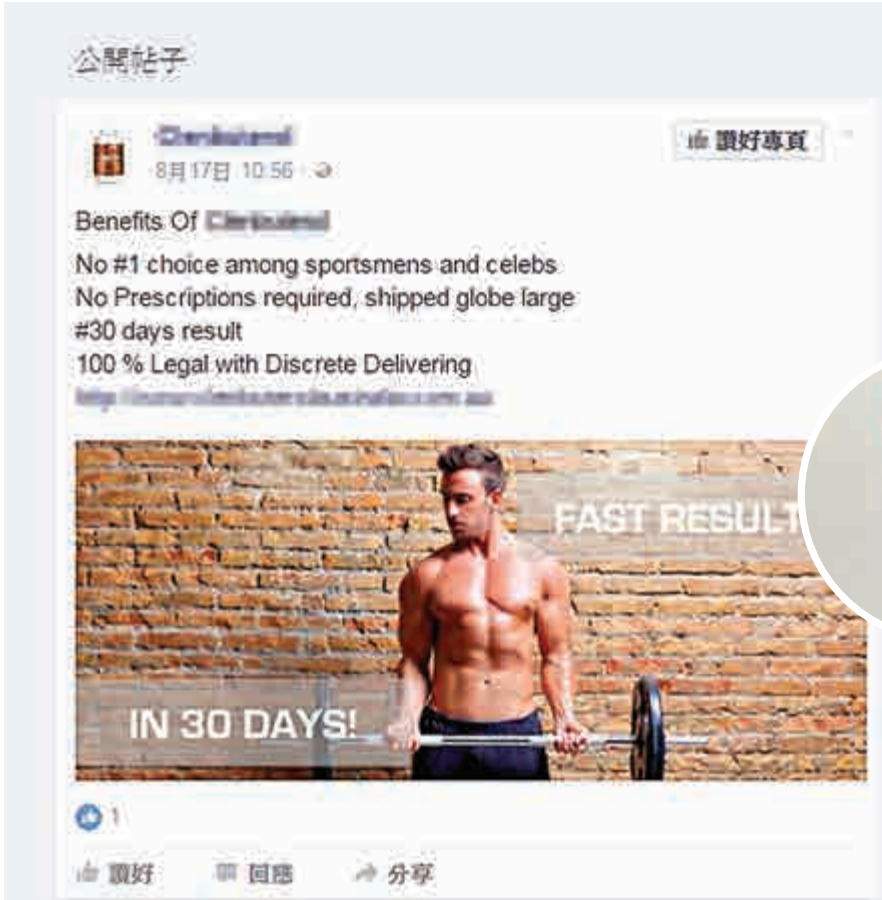 公開帖子
8月17日 10:56
讚好專頁
Benefits Of
No #1 choice among sportsmens and celebs
No Prescriptions required, shipped globe large
#30 days result
100 % Legal with Discrete Delivering
FAST RESULT
IN 30 DAYS!
1
讚好 回應 分享